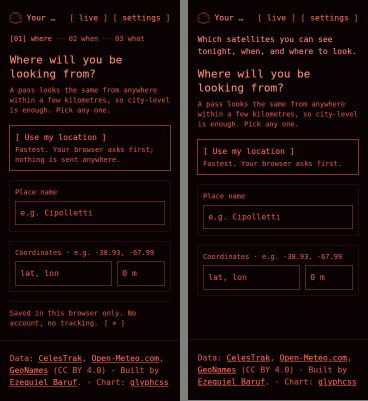 Your … [ live ] [ settings ]
[01] where — 02 when — 03 what
Where will you be
looking from?
A pass looks the same from anywhere
within a few kilometres, so city-level
is enough. Pick any one.
[ Use my location ]
Fastest. Your browser asks first;
nothing is sent anywhere.
Place name
e.g. Cipolletti
Coordinates · e.g. -38.93, -67.99
lat, lon
0 m
Saved in this browser only. No
account, no tracking. [ × ]
Data: CelesTrak, Open-Meteo.com,
GeoNames (CC BY 4.0) · Built by
Ezequiel Baruf. · Chart: glyphcss
Your … [ live ] [ settings ]
Which satellites you can see
tonight, when, and where to look.
Where will you be
looking from?
A pass looks the same from anywhere
within a few kilometres, so city-level
is enough. Pick any one.
[ Use my location ]
Fastest. Your browser asks first.
Place name
e.g. Cipolletti
Coordinates · e.g. -38.93, -67.99
lat, lon
0 m
Data: CelesTrak, Open-Meteo.com,
GeoNames (CC BY 4.0) · Built by
Ezequiel Baruf. · Chart: glyphcss